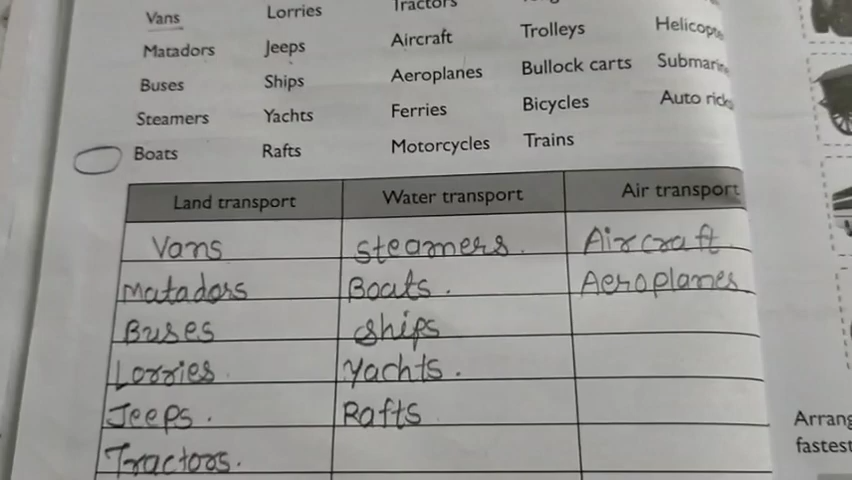 Vans Lorries Tractors
Matadors Jeeps Aircraft Trolleys
Buses Ships Aeroplanes Bullock carts
Steamers Yachts Ferries Bicycles Auto
Boats Rafts Motorcycles Trains
Land transport Water transport Air transport
Vans steamers. Aircraft
Matadors Boats. Aeroplanes
Buses ships
Lorries. Yachts.
Jeeps. Rafts
Tractors.
fastest